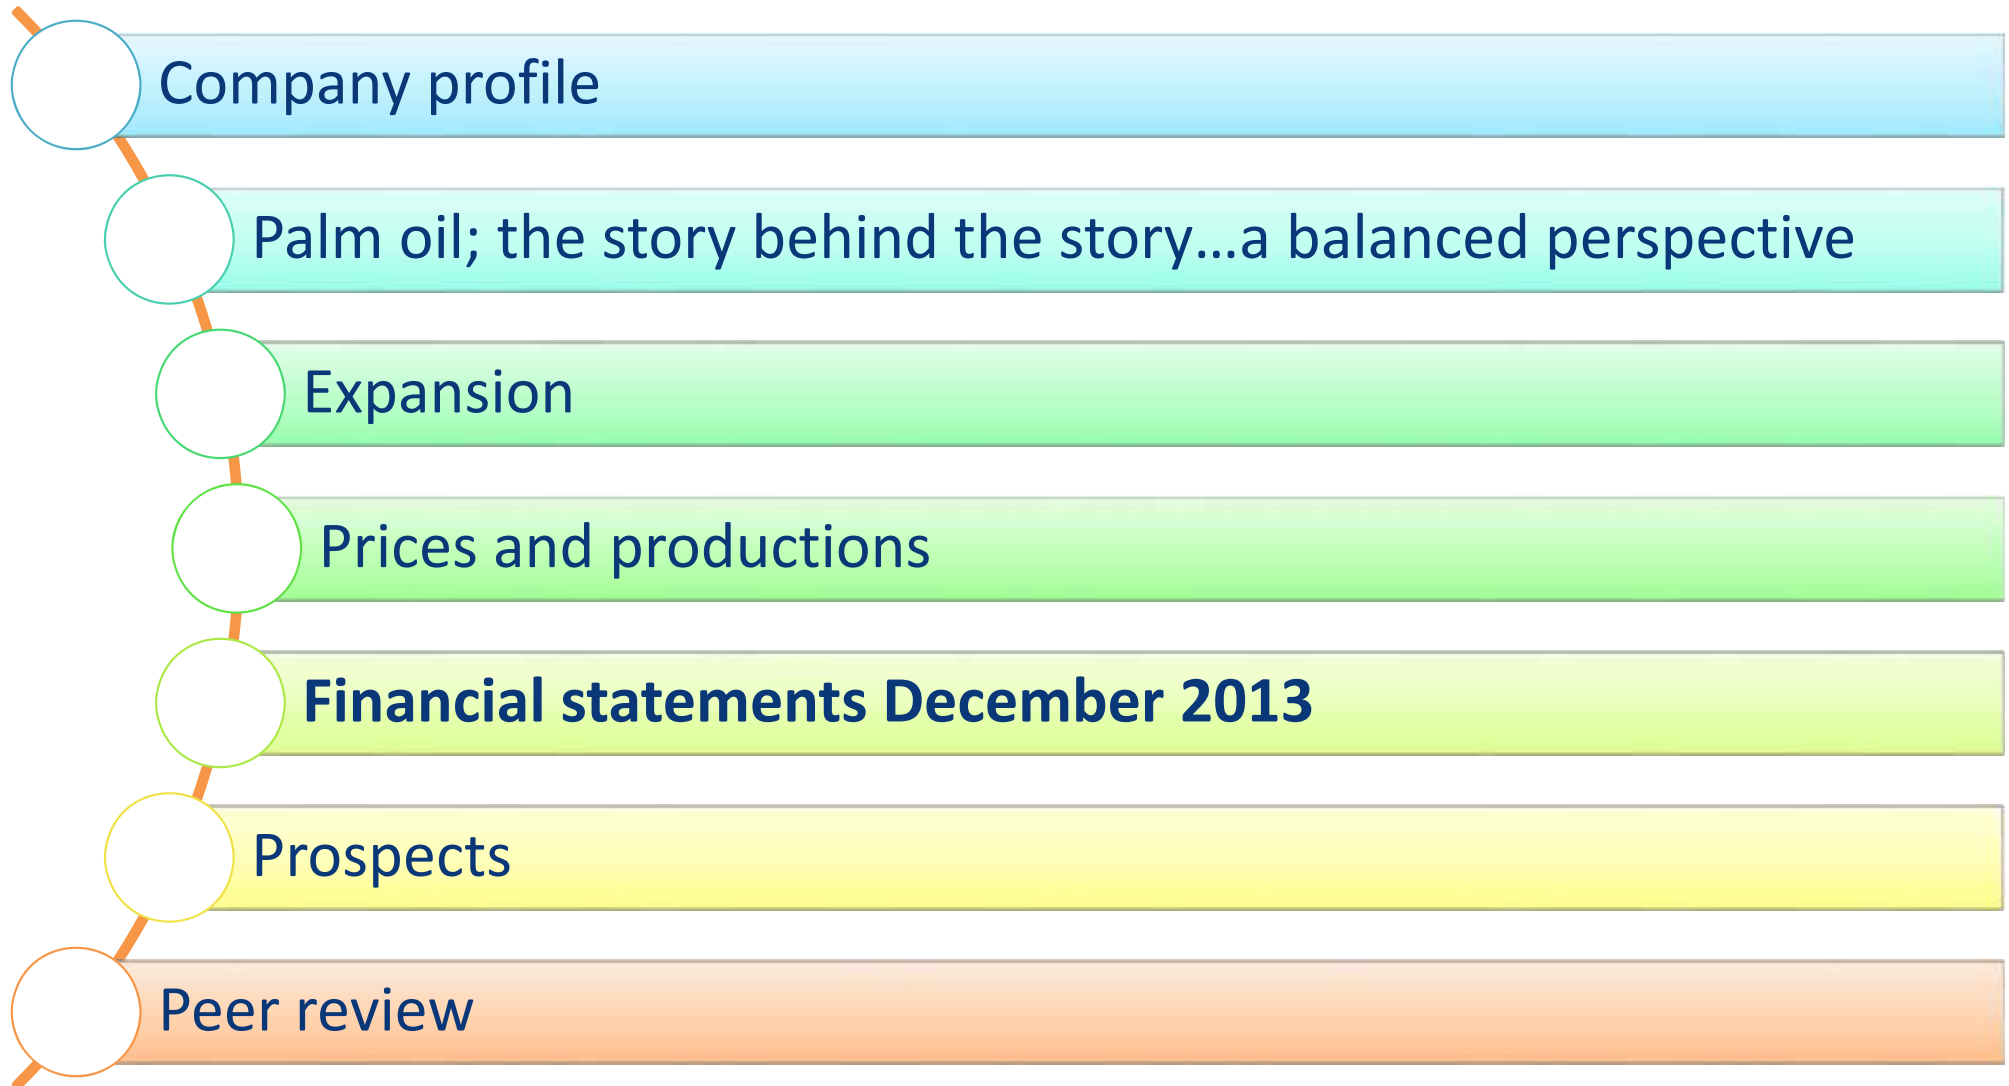 Company profile
Palm oil; the story behind the story...a balanced perspective
Expansion
Prices and productions
Financial statements December 2013
Prospects
Peer review